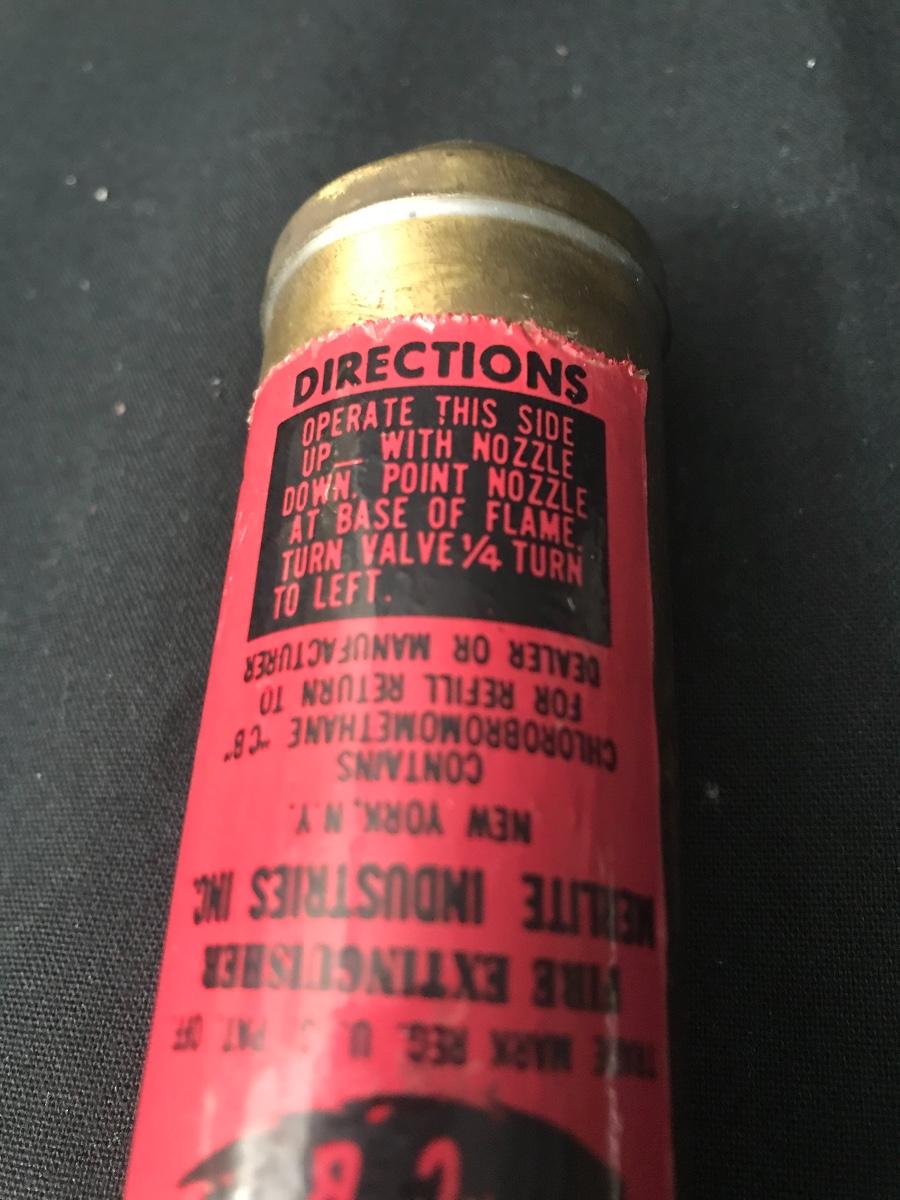 DIRECTIONS
OPERATE THIS SIDE
UP__ WITH NOZZLE
DOWN. POINT NOZZLE
AT BASE OF FLAME.
TURN VALVE ¼ TURN
TO LEFT.
C B
TRADE MARK REG. U. S. PAT. OFF.
FIRE EXTINGUISHER
MERLITE INDUSTRIES INC.
NEW YORK, N.Y.
CONTAINS
CHLOROBROMOMETHANE "C.B."
FOR REFILL RETURN TO
DEALER OR MANUFACTURER